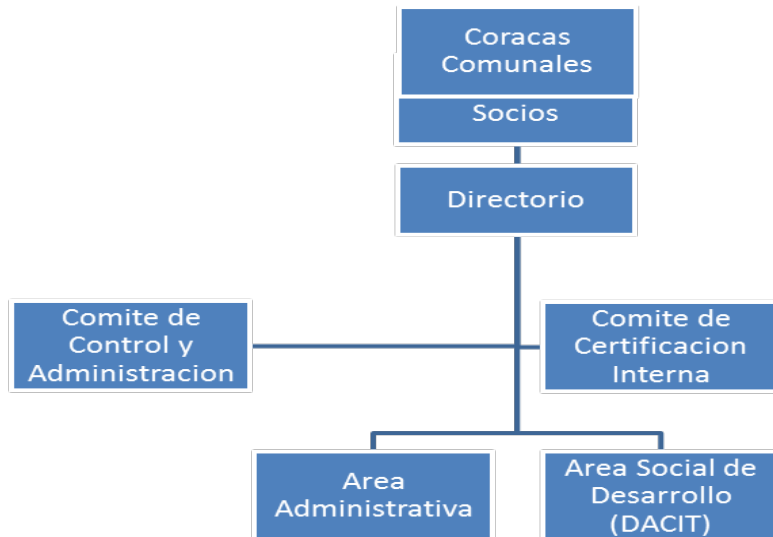 Coracas
Comunales
Socios
Directorio
Comite de
Control y
Administracion
Comite de
Certificacion
Interna
Area
Administrativa
Area Social de
Desarrollo
(DACIT)